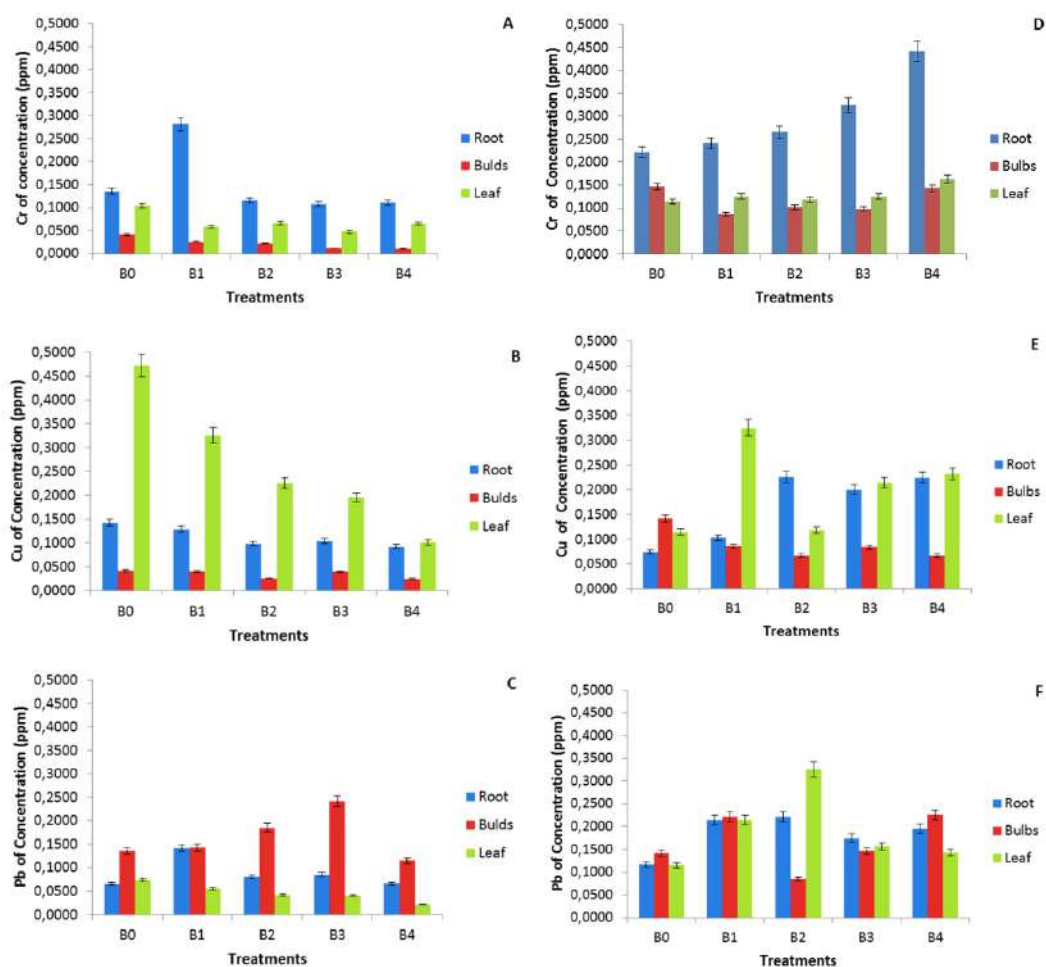 A
Cr of concentration (ppm)
0,5000
0,4500
0,4000
0,3500
0,3000
0,2500
0,2000
0,1500
0,1000
0,0500
0,0000
B0 B1 B2 B3 B4
Treatments
Root
Bulds
Leaf
D
Cr of Concentration (ppm)
0,5000
0,4500
0,4000
0,3500
0,3000
0,2500
0,2000
0,1500
0,1000
0,0500
0,0000
B0 B1 B2 B3 B4
Treatments
Root
Bulbs
Leaf
B
Cu of Concentration (ppm)
0,5000
0,4500
0,4000
0,3500
0,3000
0,2500
0,2000
0,1500
0,1000
0,0500
0,0000
B0 B1 B2 B3 B4
Treatments
Root
Bulds
Leaf
E
Cu of Concentration (ppm)
0,5000
0,4500
0,4000
0,3500
0,3000
0,2500
0,2000
0,1500
0,1000
0,0500
0,0000
B0 B1 B2 B3 B4
Treatments
Root
Bulbs
Leaf
C
Pb of Concentration (ppm)
0,5000
0,4500
0,4000
0,3500
0,3000
0,2500
0,2000
0,1500
0,1000
0,0500
0,0000
B0 B1 B2 B3 B4
Treatments
Root
Bulds
Leaf
F
Pb of Concentration (ppm)
0,5000
0,4500
0,4000
0,3500
0,3000
0,2500
0,2000
0,1500
0,1000
0,0500
0,0000
B0 B1 B2 B3 B4
Treatments
Root
Bulbs
Leaf